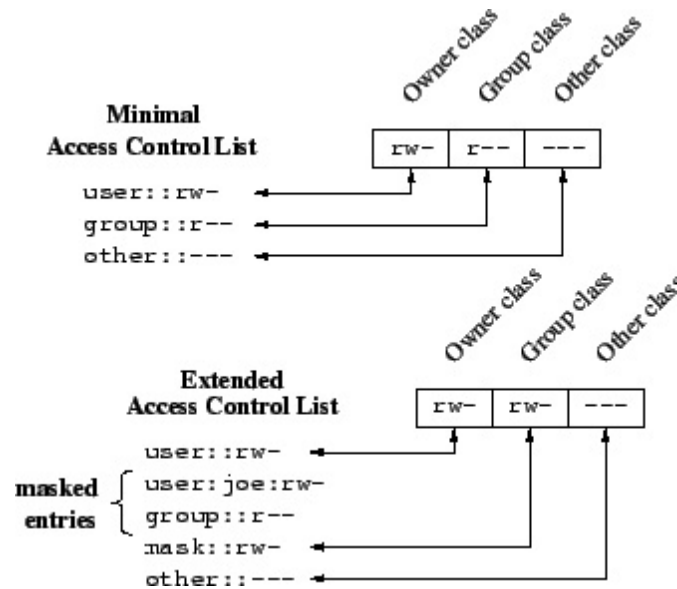 Owner class
Group class
Other class
Minimal
Access Control List
rw- r-- ---
user::rw-
group::r--
other::---
Owner class
Group class
Other class
Extended
Access Control List
rw- rw- ---
user::rw-
masked
entries
user:joe:rw-
group::r--
mask::rw-
other::---